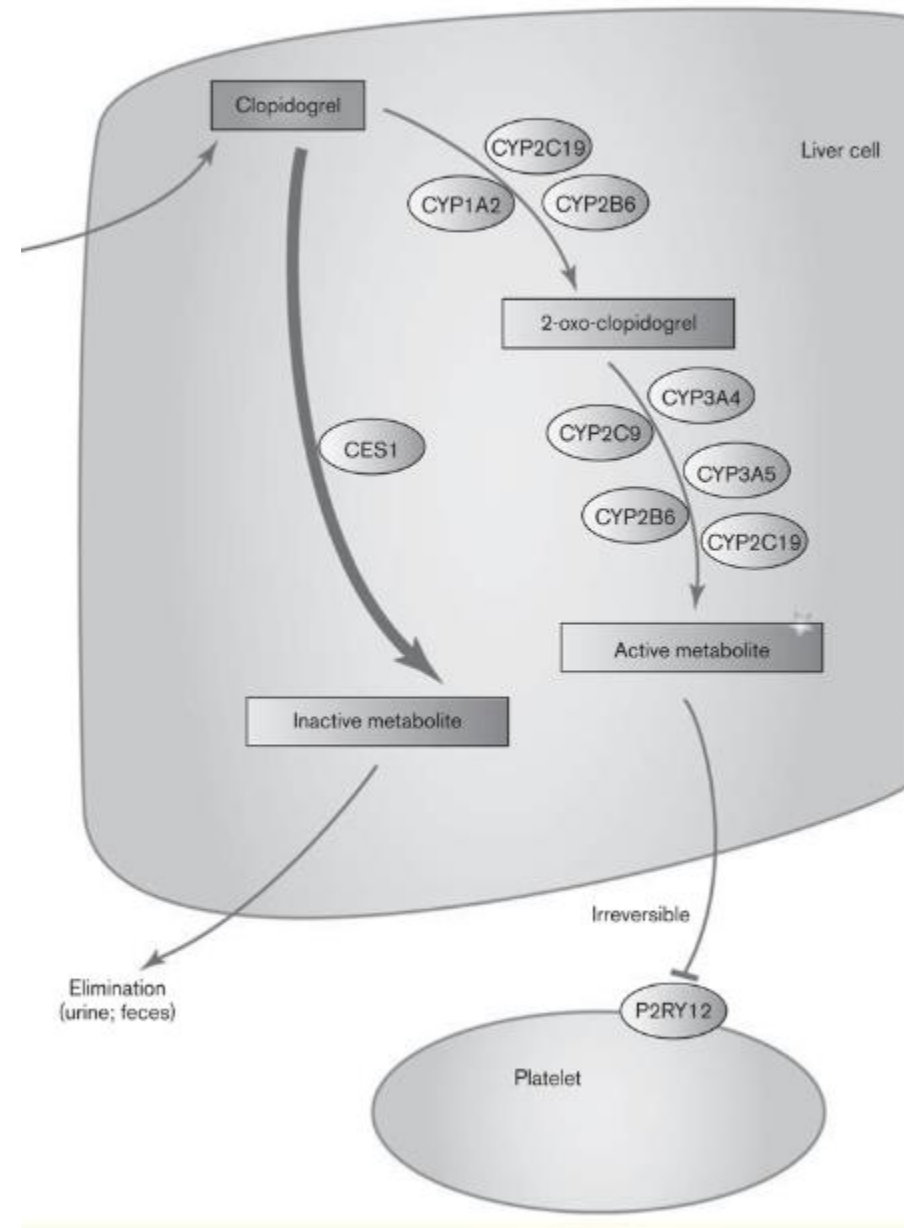 Clopidogrel
CYP2C19
Liver cell
CYP1A2
CYP2B6
2-oxo-clopidogrel
CYP3A4
CYP2C9
CES1
CYP3A5
CYP2B6
CYP2C19
Active metabolite
Inactive metabolite
Irreversible
Elimination
(urine; feces)
P2RY12
Platelet